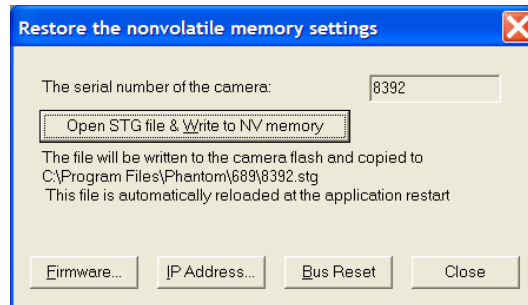 Restore the nonvolatile memory settings
The serial number of the camera:
8392
Open STG file & Write to NV memory
The file will be written to the camera flash and copied to
C:\Program Files\Phantom\689\8392.stg
This file is automatically reloaded at the application restart
Firmware...
IP Address...
Bus Reset
Close